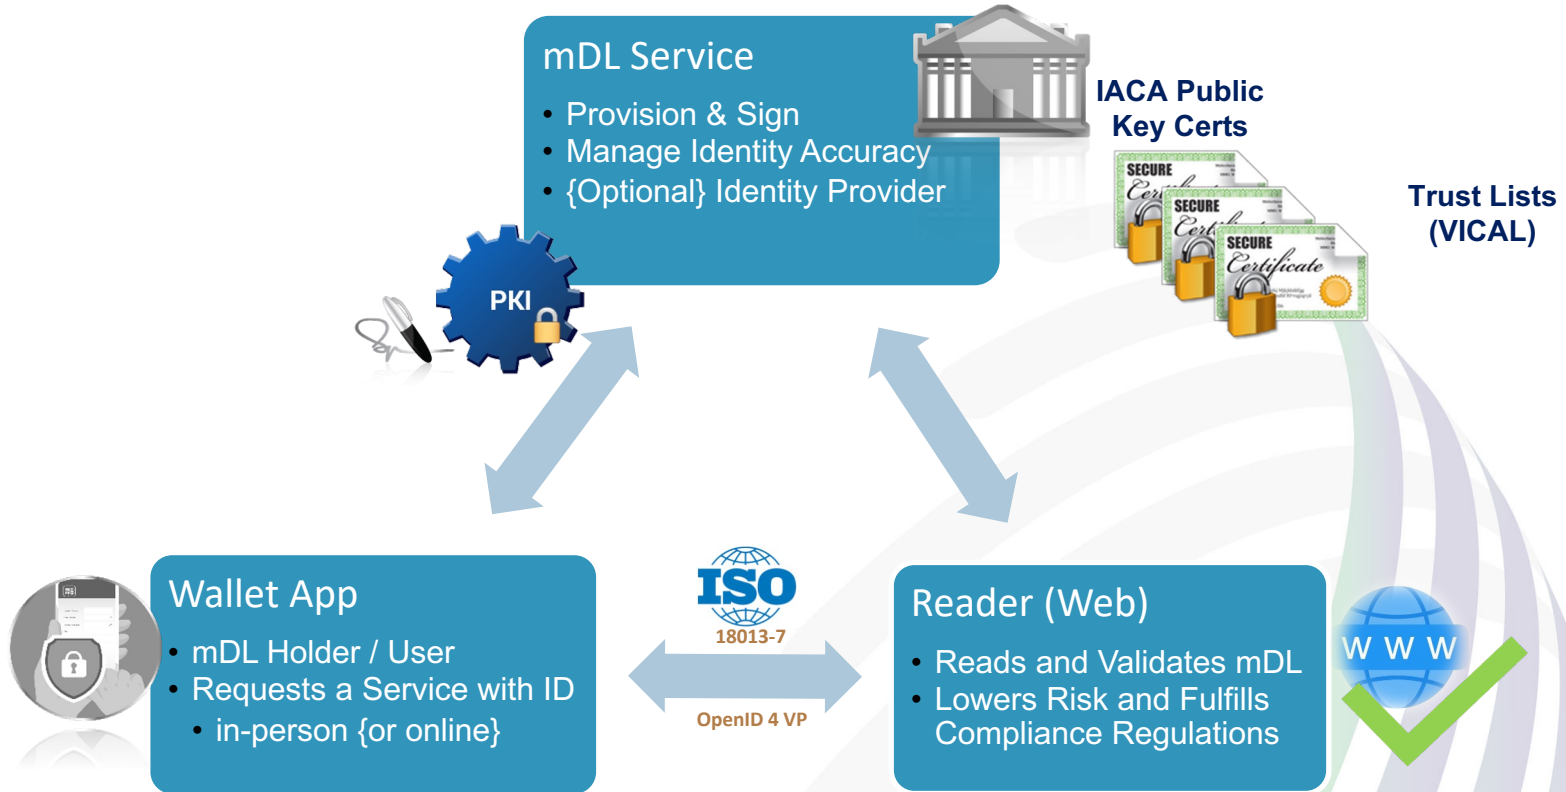 mDL Service
• Provision & Sign
• Manage Identity Accuracy
• {Optional} Identity Provider
IACA Public
Key Certs
SECURE
Certificate
SECURE
Certificate
SECURE
Certificate
Trust Lists
(VICAL)
PKI
Wallet App
• mDL Holder / User
• Requests a Service with ID
• in-person {or online}
ISO
18013-7
OpenID 4 VP
Reader (Web)
• Reads and Validates mDL
• Lowers Risk and Fulfills
Compliance Regulations
W W W